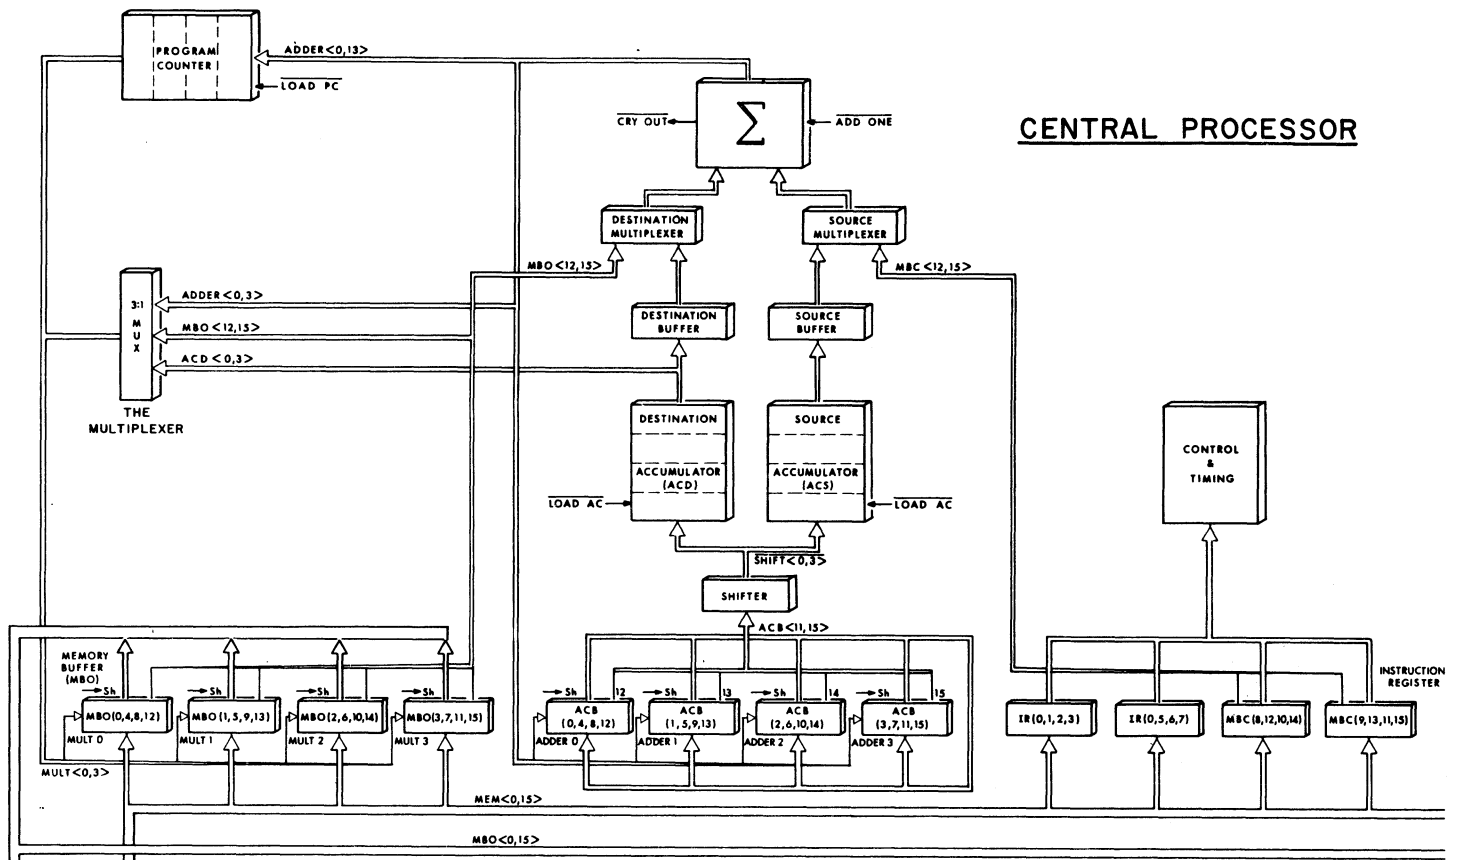 PROGRAM
COUNTER
ADDER<0,13>
LOAD PC
CRY OUT
Σ
ADD ONE
CENTRAL PROCESSOR
DESTINATION
MULTIPLEXER
SOURCE
MULTIPLEXER
MBO<12,15>
MBC<12,15>
3:1
M
U
X
ADDER<0,3>
MBO<12,15>
ACD<0,3>
DESTINATION
BUFFER
SOURCE
BUFFER
THE
MULTIPLEXER
DESTINATION
ACCUMULATOR
(ACD)
SOURCE
ACCUMULATOR
(ACS)
LOAD AC
LOAD AC
CONTROL
&
TIMING
SHIFT<0,3>
SHIFTER
ACB<11,15>
MEMORY
BUFFER
(MBO)
Sh
Sh
Sh
Sh
MBO(0,4,8,12)
MBO(1,5,9,13)
MBO(2,6,10,14)
MBO(3,7,11,15)
MULT 0
MULT 1
MULT 2
MULT 3
MULT<0,3>
Sh
12
Sh
13
Sh
14
Sh
15
ACB
(0,4,8,12)
ACB
(1,5,9,13)
ACB
(2,6,10,14)
ACB
(3,7,11,15)
ADDER 0
ADDER 1
ADDER 2
ADDER 3
INSTRUCTION
REGISTER
IR(0,1,2,3)
IR(0,5,6,7)
MBC(8,12,10,14)
MBC(9,13,11,15)
MEM<0,15>
MBO<0,15>